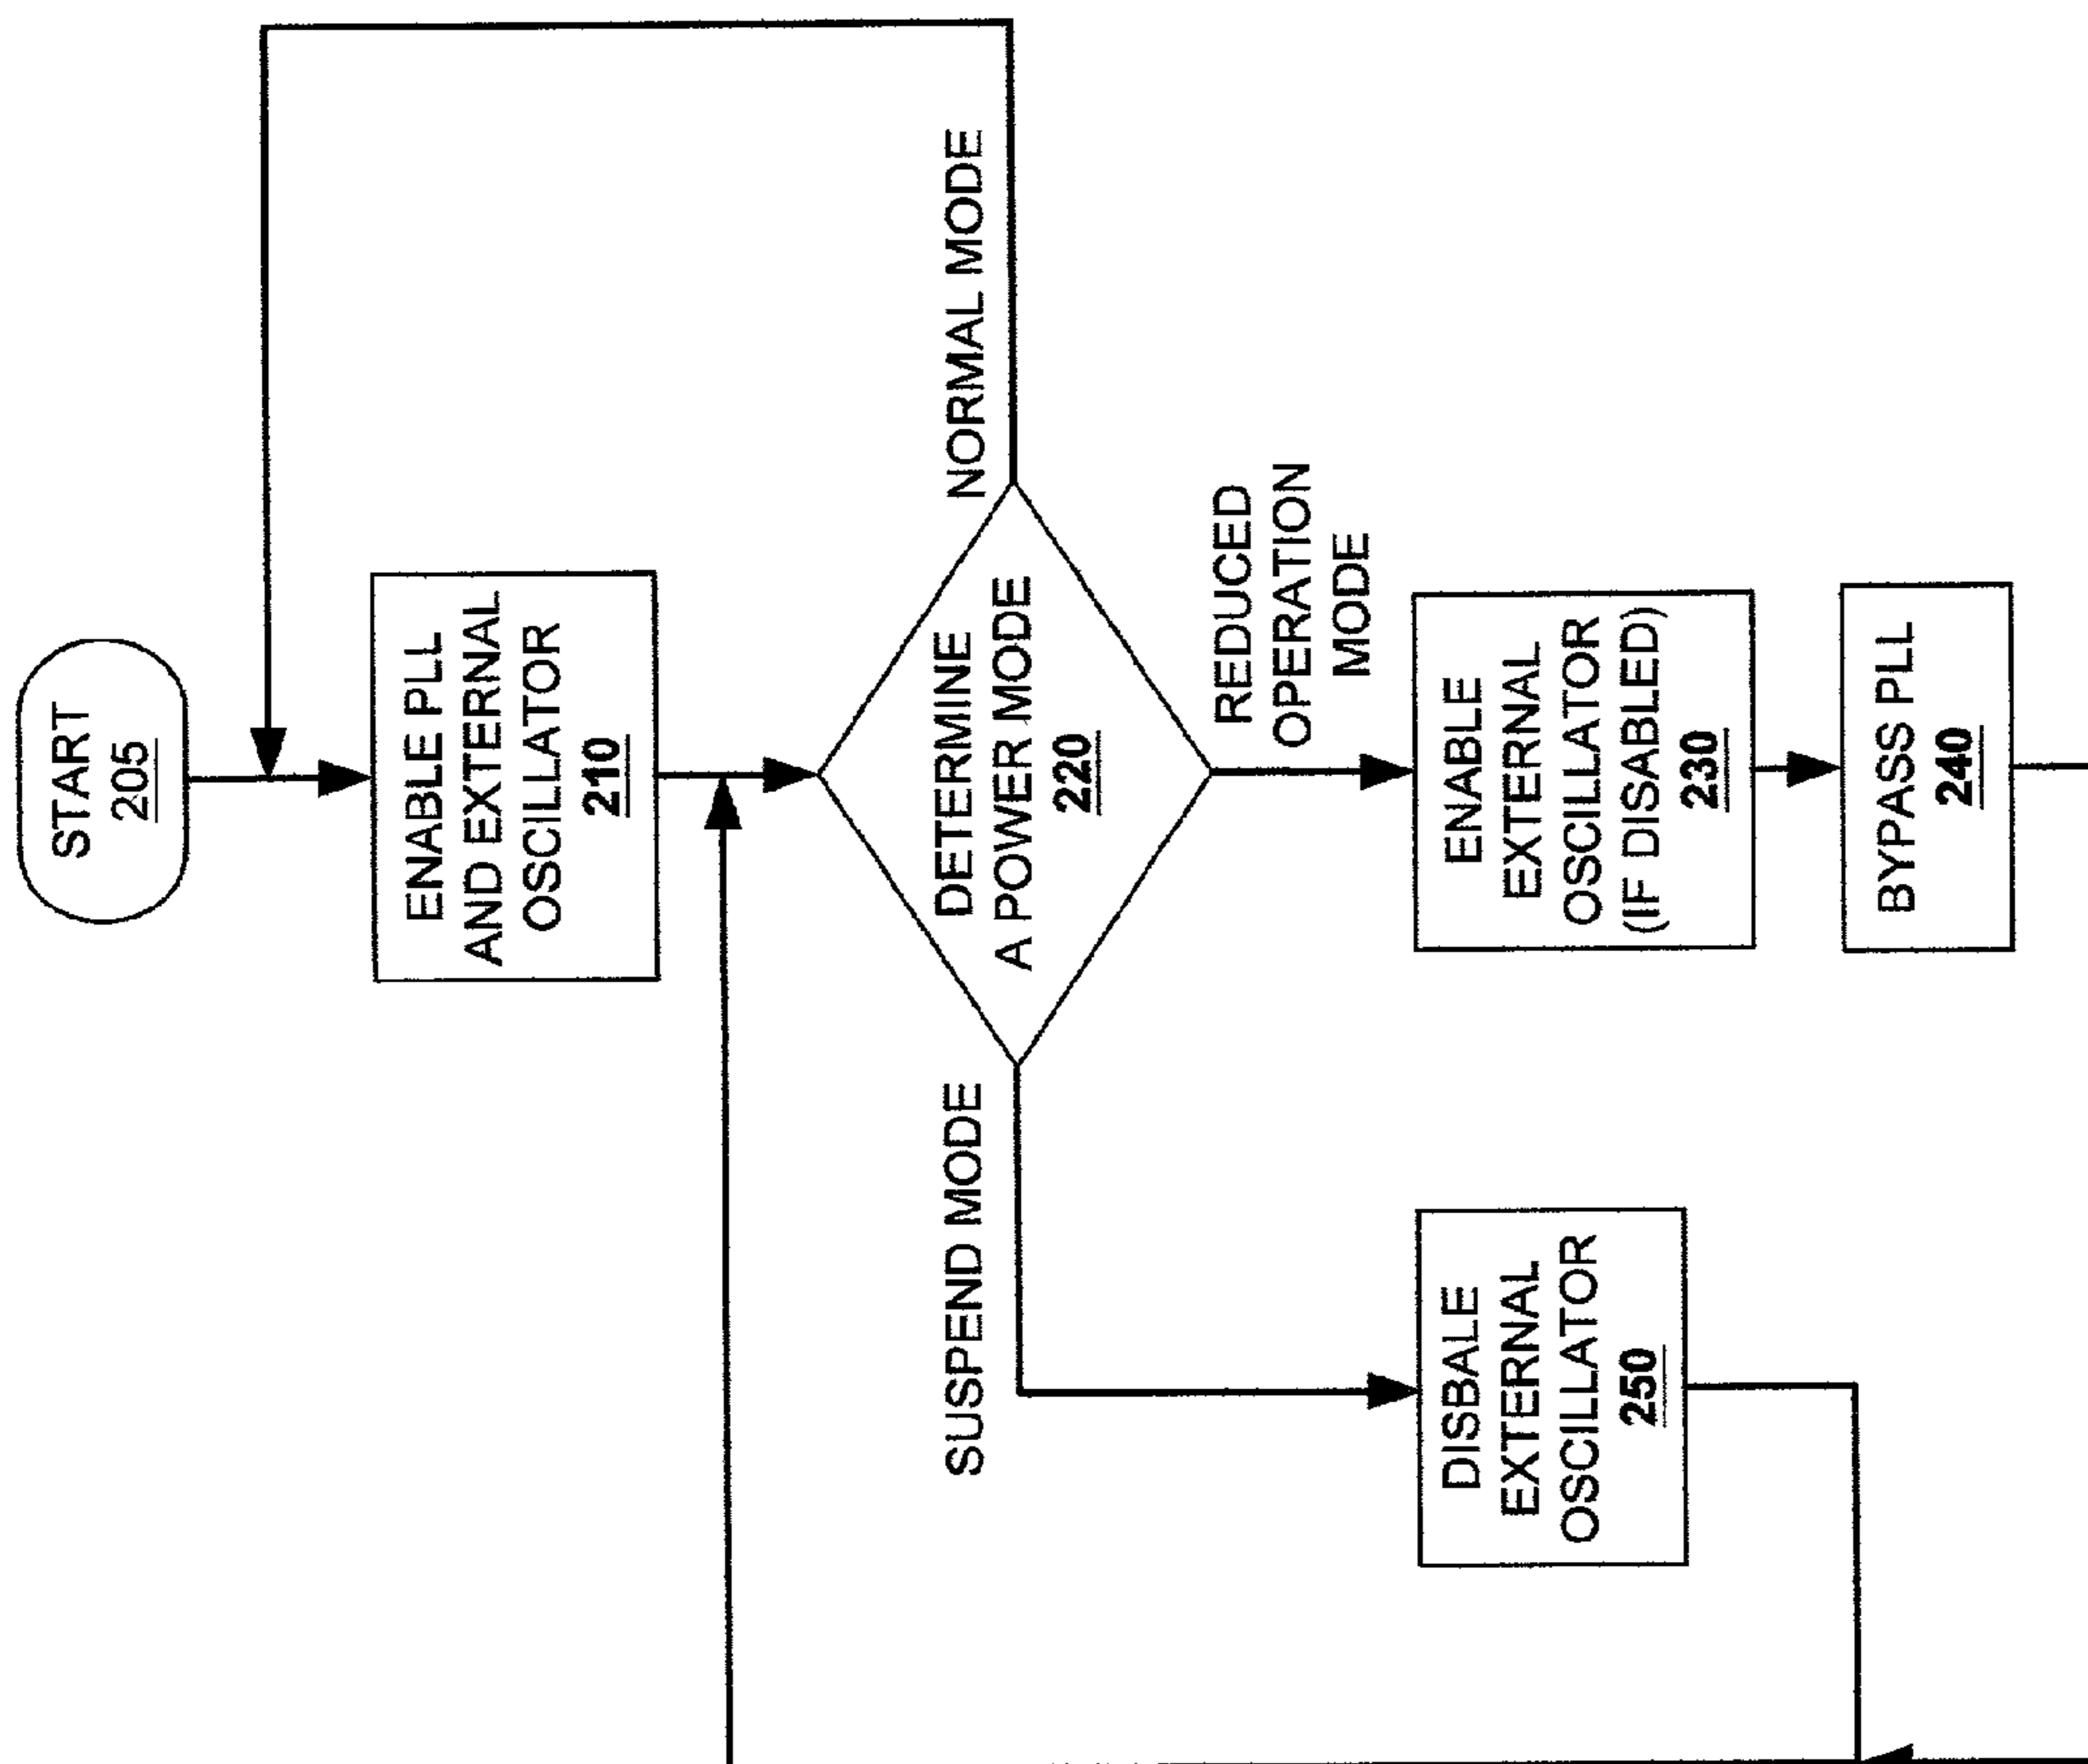 START
205
ENABLE PLL
AND EXTERNAL
OSCILLATOR
210
DETERMINE
A POWER MODE
220
NORMAL MODE
SUSPEND MODE
REDUCED
OPERATION
MODE
ENABLE
EXTERNAL
OSCILLATOR
(IF DISABLED)
230
BYPASS PLL
240
DISBALE
EXTERNAL
OSCILLATOR
250